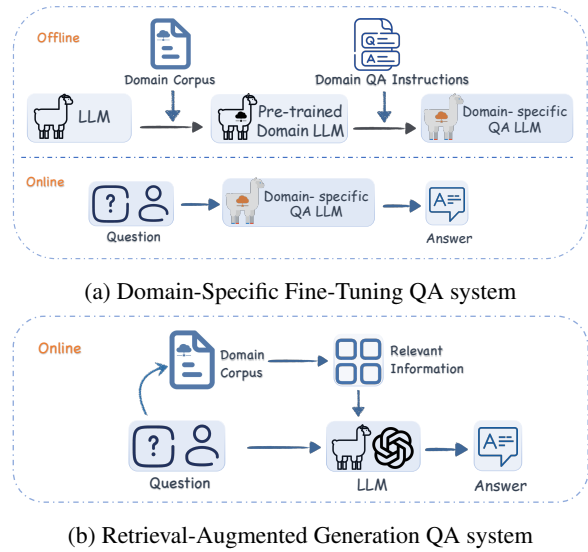 Offline
Q
A
Domain Corpus
Domain QA Instructions
LLM
Pre-trained
Domain LLM
Domain- specific
QA LLM
Online
?
Domain- specific
QA LLM
A
Question
Answer
(a) Domain-Specific Fine-Tuning QA system
Online
Domain
Corpus
Relevant
Information
?
A
Question
LLM
Answer
(b) Retrieval-Augmented Generation QA system